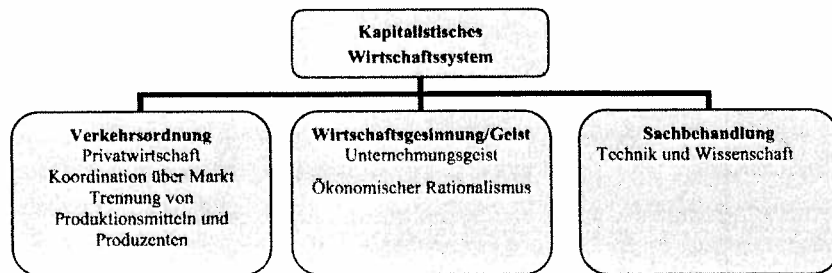 Kapitalistisches
Wirtschaftssystem
Verkehrsordnung
Privatwirtschaft
Koordination über Markt
Trennung von
Produktionsmitteln und
Produzenten
Wirtschaftsgesinnung/Geist
Unternehmungsgeist
Ökonomischer Rationalismus
Sachbehandlung
Technik und Wissenschaft